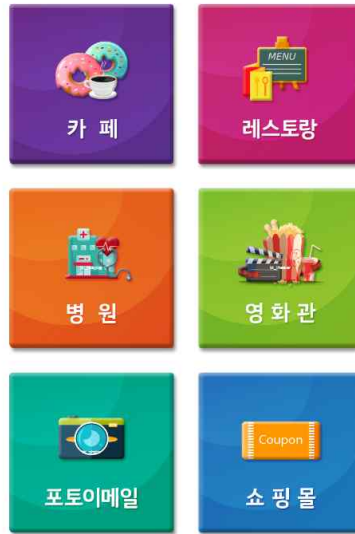 카 페
MENU
레스토랑
병 원
영 화 관
포토이메일
Coupon
쇼 핑 몰